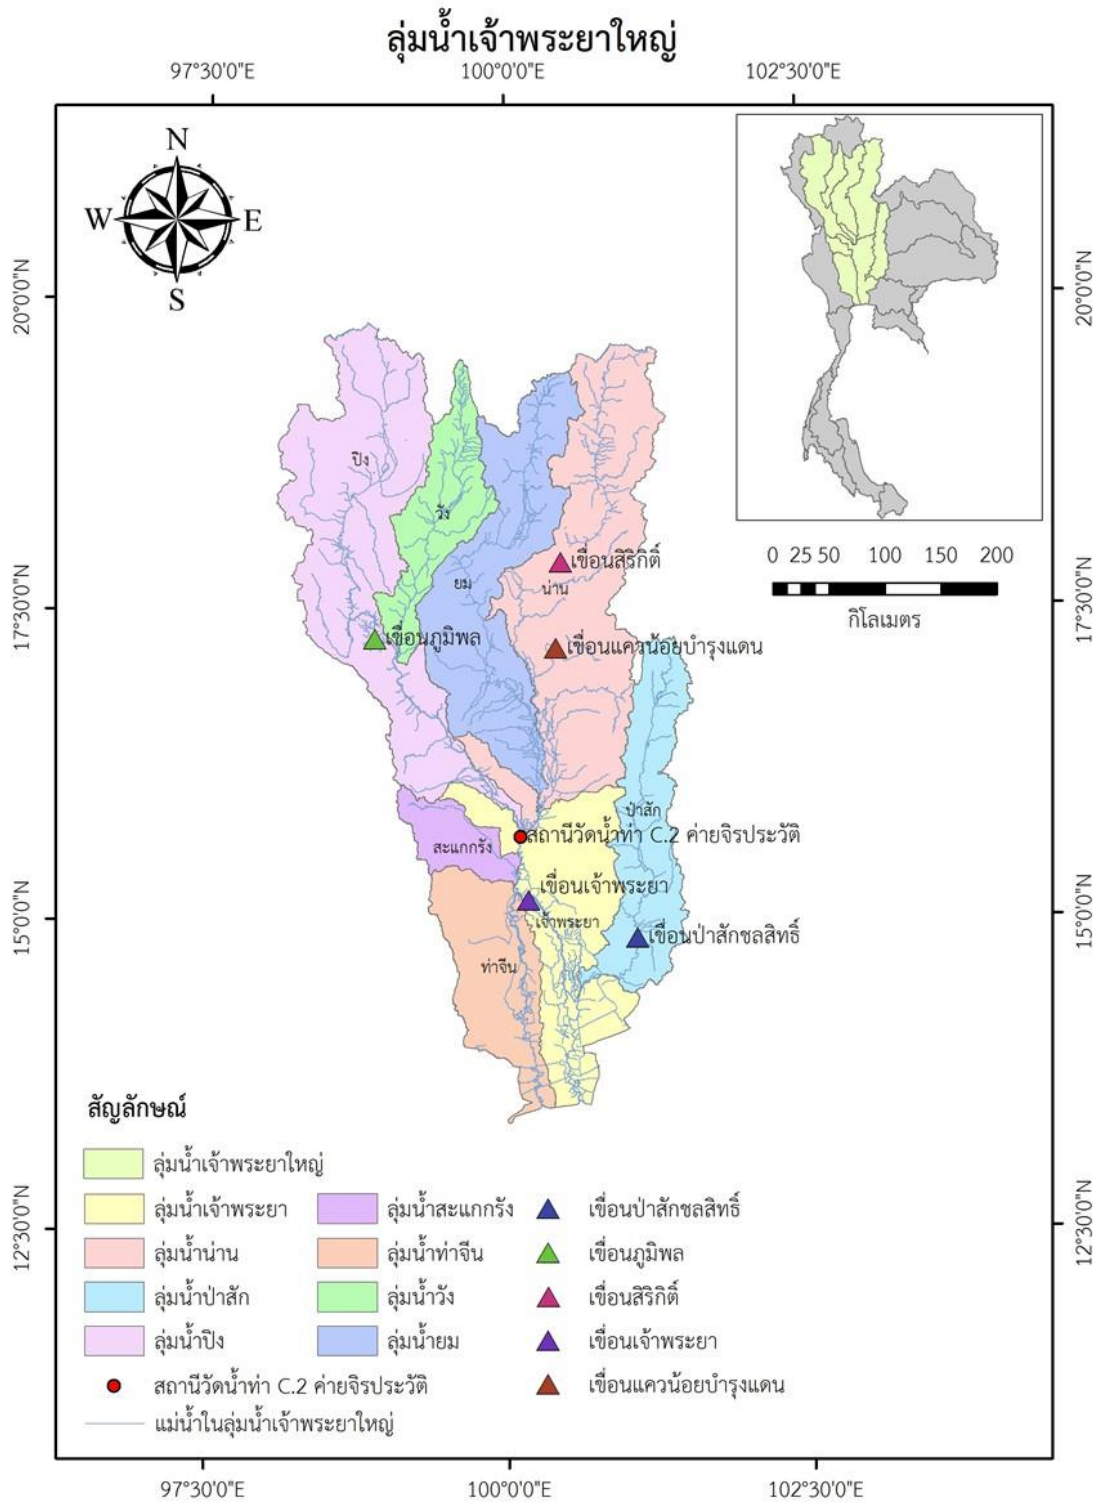 ลุ่มน้ำเจ้าพระยาใหญ่
97°30'0"E 100°0'0"E 102°30'0"E
N
W E
S
20°0'0"N 20°0'0"N
ปิง
วัง
เขื่อนสิริกิติ์
ยม
น่าน
0 25 50 100 150 200
กิโลเมตร
17°30'0"N 17°30'0"N
เขื่อนภูมิพล
เขื่อนแควน้อยบำรุงแดน
ป่าสัก
สถานีวัดน้ำท่า C.2 ค่ายจิรประวัติ
สะแกกรัง
เขื่อนเจ้าพระยา
เจ้าพระยา
15°0'0"N 15°0'0"N
เขื่อนป่าสักชลสิทธิ์
ท่าจีน
สัญลักษณ์
ลุ่มน้ำเจ้าพระยาใหญ่
ลุ่มน้ำเจ้าพระยา ลุ่มน้ำสะแกกรัง เขื่อนป่าสักชลสิทธิ์
12°30'0"N 12°30'0"N
ลุ่มน้ำน่าน ลุ่มน้ำท่าจีน เขื่อนภูมิพล
ลุ่มน้ำป่าสัก ลุ่มน้ำวัง เขื่อนสิริกิติ์
ลุ่มน้ำปิง ลุ่มน้ำยม เขื่อนเจ้าพระยา
สถานีวัดน้ำท่า C.2 ค่ายจิรประวัติ เขื่อนแควน้อยบำรุงแดน
แม่น้ำในลุ่มน้ำเจ้าพระยาใหญ่
97°30'0"E 100°0'0"E 102°30'0"E